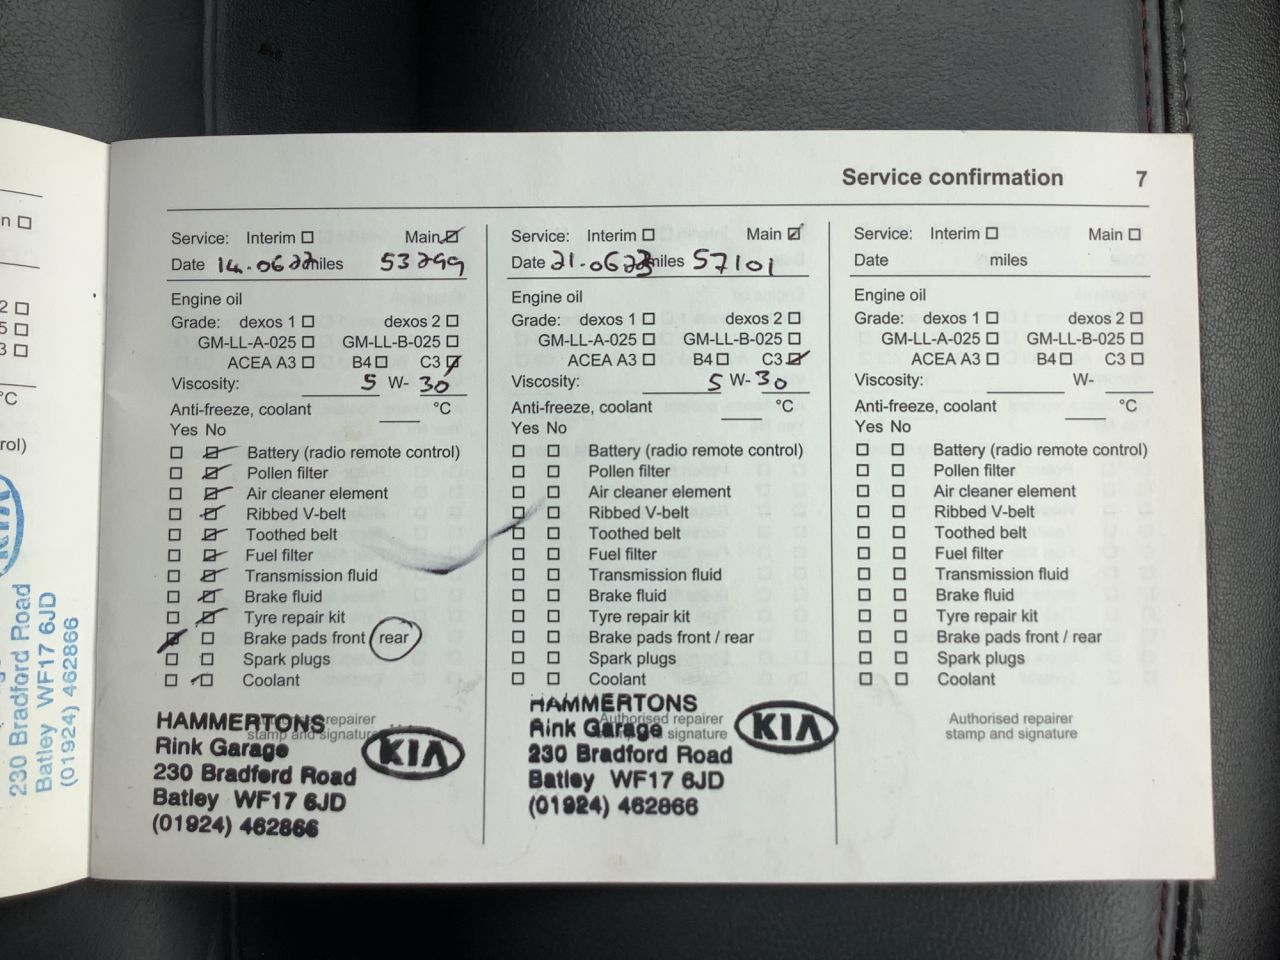 Service confirmation 7
Service: Interim Main
Date 14.0622 miles 53299
Engine oil
Grade: dexos 1 dexos 2
GM-LL-A-025 GM-LL-B-025
ACEA A3 B4 C3
Viscosity: 5 W- 30
Anti-freeze, coolant °C
Yes No
Battery (radio remote control)
Pollen filter
Air cleaner element
Ribbed V-belt
Toothed belt
Fuel filter
Transmission fluid
Brake fluid
Tyre repair kit
Brake pads front / rear
Spark plugs
Coolant
Authorised repairer
stamp and signature
HAMMERTONS
Rink Garage
230 Bradford Road
Batley WF17 6JD
(01924) 462866
KIA
Service: Interim Main
Date 21.0623 miles 57101
Engine oil
Grade: dexos 1 dexos 2
GM-LL-A-025 GM-LL-B-025
ACEA A3 B4 C3
Viscosity: 5 W- 30
Anti-freeze, coolant °C
Yes No
Battery (radio remote control)
Pollen filter
Air cleaner element
Ribbed V-belt
Toothed belt
Fuel filter
Transmission fluid
Brake fluid
Tyre repair kit
Brake pads front / rear
Spark plugs
Coolant
Authorised repairer
stamp and signature
HAMMERTONS
Rink Garage
230 Bradford Road
Batley WF17 6JD
(01924) 462866
KIA
Service: Interim Main
Date miles
Engine oil
Grade: dexos 1 dexos 2
GM-LL-A-025 GM-LL-B-025
ACEA A3 B4 C3
Viscosity: W-
Anti-freeze, coolant °C
Yes No
Battery (radio remote control)
Pollen filter
Air cleaner element
Ribbed V-belt
Toothed belt
Fuel filter
Transmission fluid
Brake fluid
Tyre repair kit
Brake pads front / rear
Spark plugs
Coolant
Authorised repairer
stamp and signature
230 Bradford Road
Batley WF17 6JD
(01924) 462866